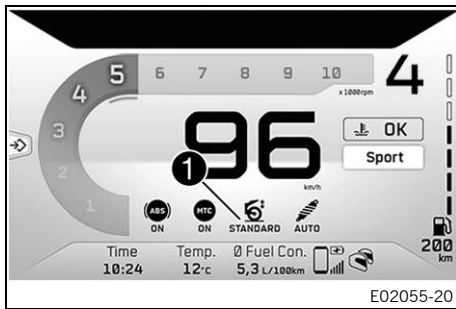 1 2 3 4 5 6 7 8 9 10
x1000rpm
4
96
km/h
OK
Sport
1
(ABS) MTC
ON ON STANDARD AUTO
Time Temp. Ø Fuel Con.
10:24 12°c 5,3 L/100km
200
km
E02055-20